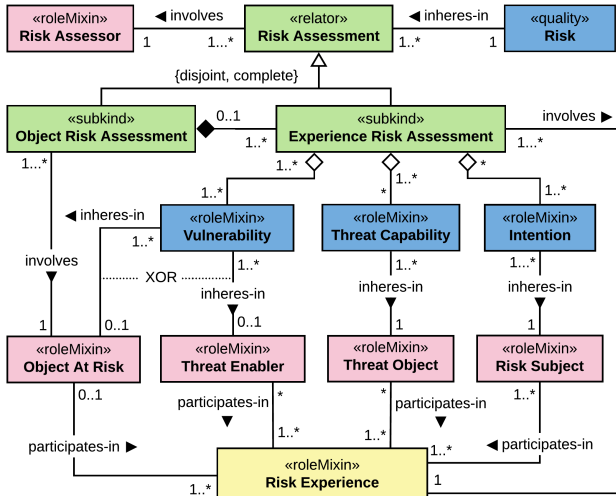 «roleMixin»
Risk Assessor
◄ involves
1
1...*
«relator»
Risk Assessment
◄ inheres-in
1..*
1
«quality»
Risk
{disjoint, complete}
«subkind»
Object Risk Assessment
0..1
1..*
«subkind»
Experience Risk Assessment
involves ►
1...*
1...*
1..*
1..*
*
1..*
*
1..*
◄ inheres-in
1..*
«roleMixin»
Vulnerability
«roleMixin»
Threat Capability
«roleMixin»
Intention
1..*
1..*
1...*
XOR
involves
▼
inheres-in
▼
inheres-in
▼
inheres-in
▼
1
0..1
0..1
1
1
«roleMixin»
Object At Risk
«roleMixin»
Threat Enabler
«roleMixin»
Threat Object
«roleMixin»
Risk Subject
0..1
*
*
1..*
participates-in
▼
participates-in
▼
participates-in ►
1..*
1..*
1..*
◄ participates-in
1..*
«roleMixin»
Risk Experience
1